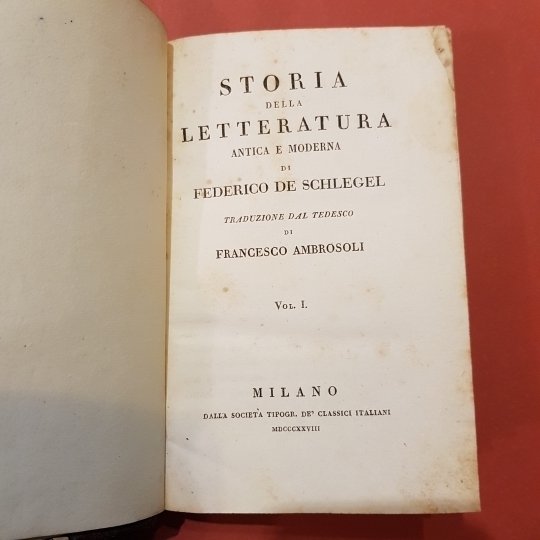 STORIA
DELLA
LETTERATURA
ANTICA E MODERNA
DI
FEDERICO DE SCHLEGEL
TRADUZIONE DAL TEDESCO
DI
FRANCESCO AMBROSOLI
VOL. I.
MILANO
DALLA SOCIETÀ TIPOGR. DE' CLASSICI ITALIANI
MDCCCXXVIII